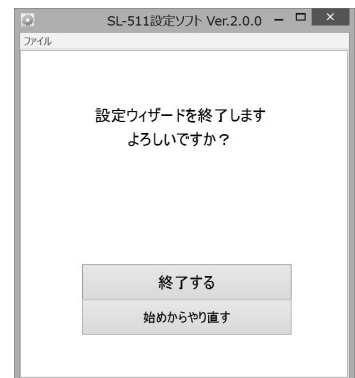 SL-511設定ソフト Ver.2.0.0
ファイル
設定ウィザードを終了します
よろしいですか？
終了する
始めからやり直す